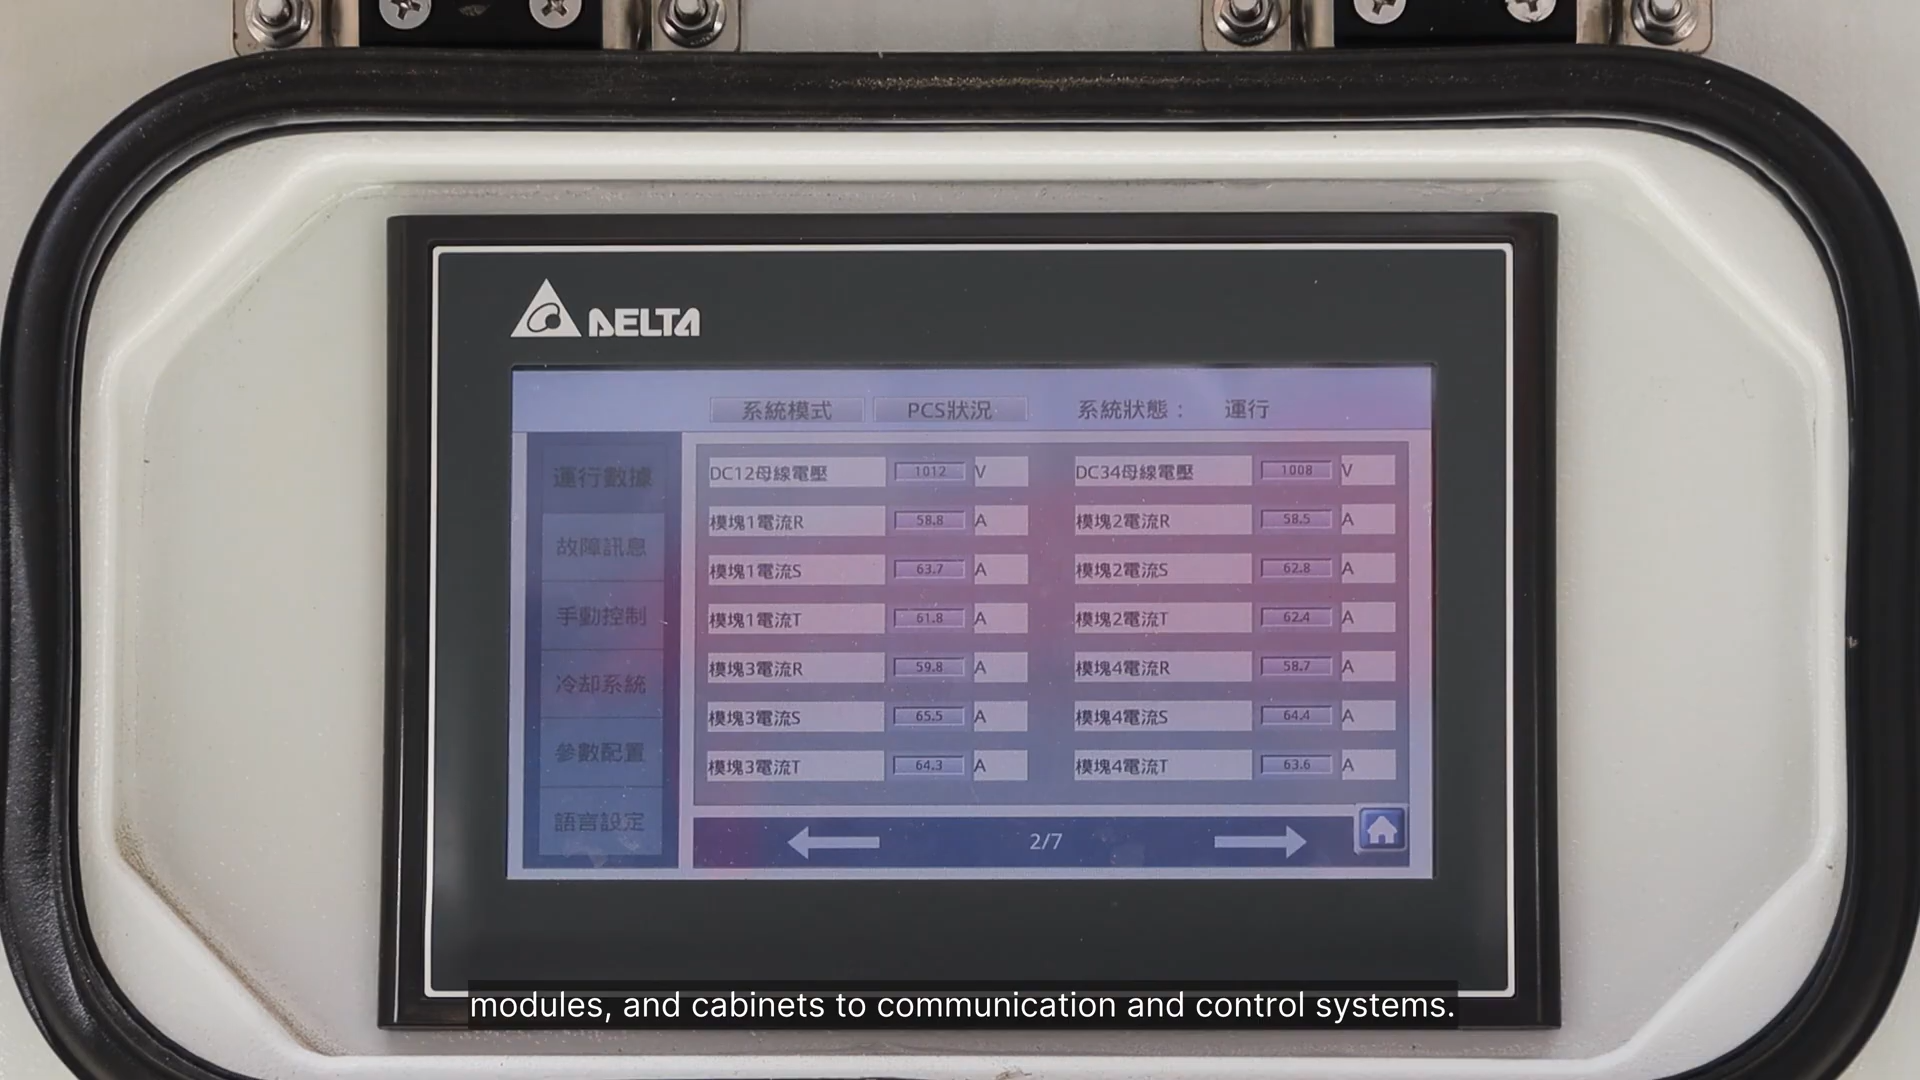 DELTA
系統模式 PCS狀況 系統狀態： 運行
運行數據
故障訊息
手動控制
冷却系統
參數配置
語言設定
DC12母線電壓 1012 V DC34母線電壓 1008 V
模塊1電流R 58.8 A 模塊2電流R 58.5 A
模塊1電流S 63.7 A 模塊2電流S 62.8 A
模塊1電流T 61.8 A 模塊2電流T 62.4 A
模塊3電流R 59.8 A 模塊4電流R 58.7 A
模塊3電流S 65.5 A 模塊4電流S 64.4 A
模塊3電流T 64.3 A 模塊4電流T 63.6 A
2/7
modules, and cabinets to communication and control systems.